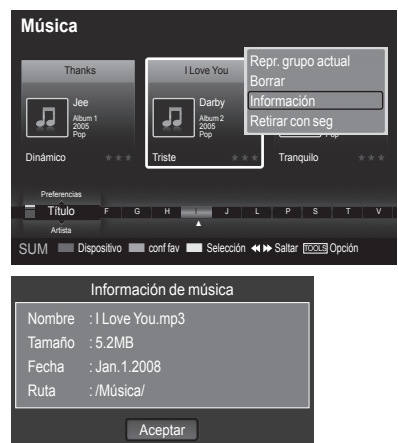 Música
Repr. grupo actual
Borrar
Información
Retirar con seg
Thanks
Jee
Album 1
2005
Pop
Dinámico
I Love You
Darby
Album 2
2005
Pop
Triste
Pop
Tranquilo
Preferencias
Título F G H I J L P S T V
Artista
SUM Dispositivo conf fav Selección Saltar TOOLS Opción
Información de música
Nombre : I Love You.mp3
Tamaño : 5.2MB
Fecha : Jan.1.2008
Ruta : /Música/
Aceptar